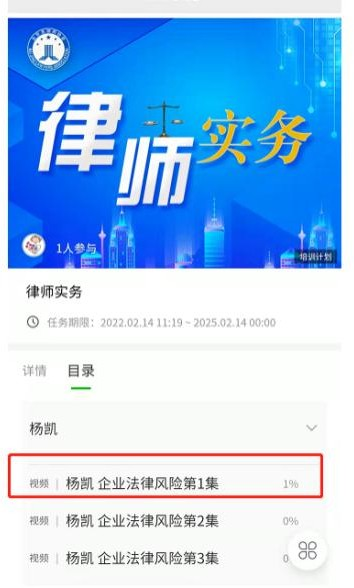 律师实务
1人参与
培训计划
律师实务
任务期限：2022.02.14 11:19 ~ 2025.02.14 00:00
详情 目录
杨凯
视频 | 杨凯 企业法律风险第1集 1%
视频 | 杨凯 企业法律风险第2集 0%
视频 | 杨凯 企业法律风险第3集 0